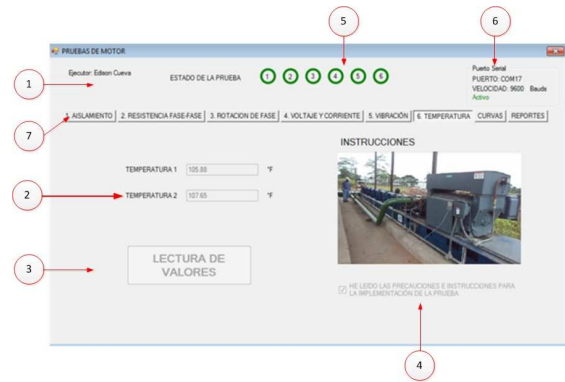 5
6
PRUEBAS DE MOTOR
Ejecutor: Edison Cueva
ESTADO DE LA PRUEBA
1 2 3 4 5 6
Puerto Serial
PUERTO: COM17
VELOCIDAD: 9600 Bauds
Activo
1
1. AISLAMIENTO 2. RESISTENCIA FASE-FASE 3. ROTACION DE FASE 4. VOLTAJE Y CORRIENTE 5. VIBRACIÓN 6. TEMPERATURA CURVAS REPORTES
7
INSTRUCCIONES
TEMPERATURA 1 105.88 °F
2
TEMPERATURA 2 107.65 °F
3
LECTURA DE
VALORES
HE LEIDO LAS PRECAUCIONES E INSTRUCCIONES PARA
LA IMPLEMENTACIÓN DE LA PRUEBA
4